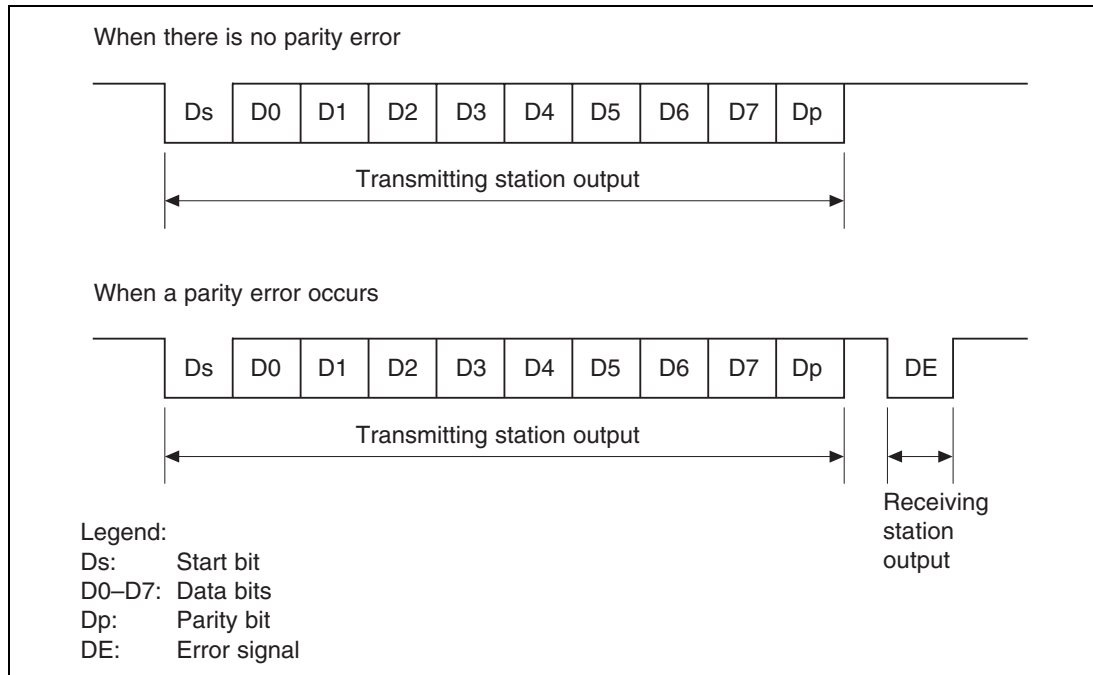 When there is no parity error
Ds D0 D1 D2 D3 D4 D5 D6 D7 Dp
Transmitting station output
When a parity error occurs
Ds D0 D1 D2 D3 D4 D5 D6 D7 Dp DE
Transmitting station output
Receiving
station
output
Legend:
Ds: Start bit
D0–D7: Data bits
Dp: Parity bit
DE: Error signal